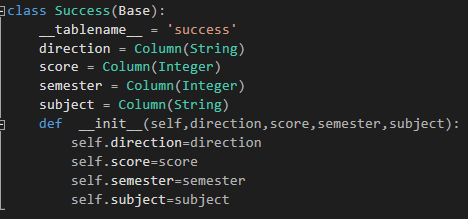 class Success(Base):
    __tablename__ = 'success'
    direction = Column(String)
    score = Column(Integer)
    semester = Column(Integer)
    subject = Column(String)
    def  __init__(self,direction,score,semester,subject):
        self.direction=direction
        self.score=score
        self.semester=semester
        self.subject=subject